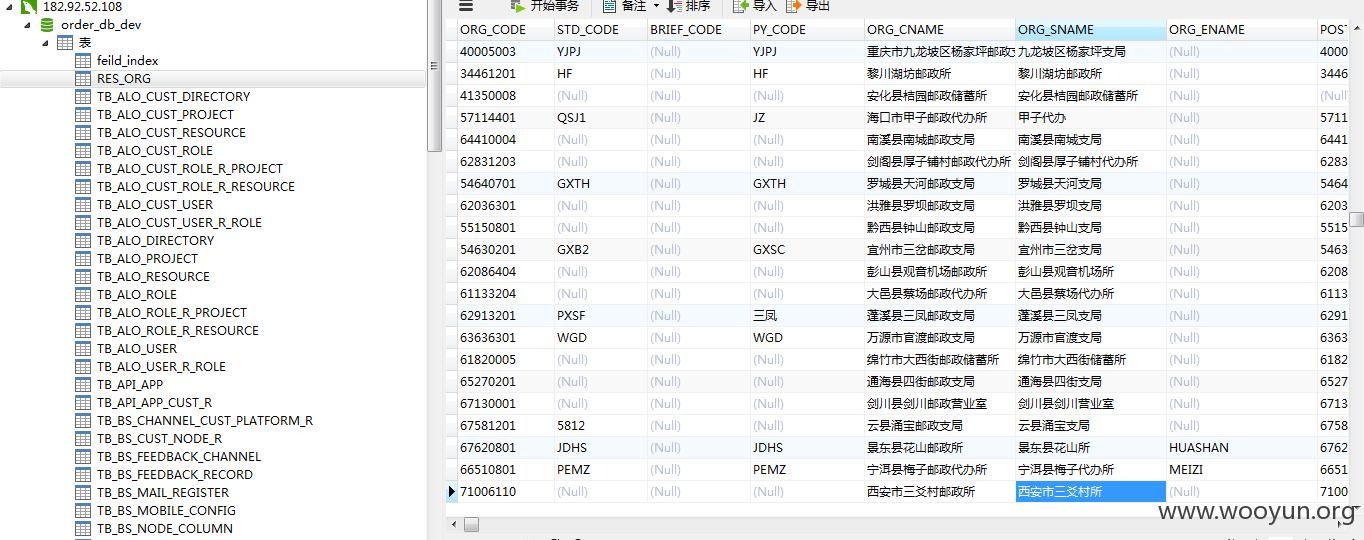 182.92.52.108
order_db_dev
表
feild_index
RES_ORG
TB_ALO_CUST_DIRECTORY
TB_ALO_CUST_PROJECT
TB_ALO_CUST_RESOURCE
TB_ALO_CUST_ROLE
TB_ALO_CUST_ROLE_R_PROJECT
TB_ALO_CUST_ROLE_R_RESOURCE
TB_ALO_CUST_USER
TB_ALO_CUST_USER_R_ROLE
TB_ALO_DIRECTORY
TB_ALO_PROJECT
TB_ALO_RESOURCE
TB_ALO_ROLE
TB_ALO_ROLE_R_PROJECT
TB_ALO_ROLE_R_RESOURCE
TB_ALO_USER
TB_ALO_USER_R_ROLE
TB_API_APP
TB_API_APP_CUST_R
TB_BS_CHANNEL_CUST_PLATFORM_R
TB_BS_CUST_NODE_R
TB_BS_FEEDBACK_CHANNEL
TB_BS_FEEDBACK_RECORD
TB_BS_MAIL_REGISTER
TB_BS_MOBILE_CONFIG
TB_BS_NODE_COLUMN
开始事务 备注 排序 导入 导出
ORG_CODE STD_CODE BRIEF_CODE PY_CODE ORG_CNAME ORG_SNAME ORG_ENAME POST
40005003 YJPJ (Null) YJPJ 重庆市九龙坡区杨家坪邮政支 九龙坡区杨家坪支局 (Null) 4000
34461201 HF (Null) HF 黎川湖坊邮政所 黎川湖坊邮政所 (Null) 3446
41350008 (Null) (Null) (Null) 安化县桔园邮政储蓄所 安化县桔园邮政储蓄所 (Null) (Null
57114401 QSJ1 (Null) JZ 海口市甲子邮政代办所 甲子代办 (Null) 5711
64410004 (Null) (Null) (Null) 南溪县南城邮政支局 南溪县南城支局 (Null) 6441
62831203 (Null) (Null) (Null) 剑阁县厚子铺村邮政代办所 剑阁县厚子铺村代办所 (Null) 6283
54640701 GXTH (Null) GXTH 罗城县天河邮政支局 罗城县天河支局 (Null) 5464
62036301 (Null) (Null) (Null) 洪雅县罗坝邮政支局 洪雅县罗坝支局 (Null) 6203
55150801 (Null) (Null) (Null) 黔西县钟山邮政支局 黔西县钟山支局 (Null) 5515
54630201 GXB2 (Null) GXSC 宜州市三岔邮政支局 宜州市三岔支局 (Null) 5463
62086404 (Null) (Null) (Null) 彭山县观音机场邮政所 彭山县观音机场所 (Null) 6208
61133204 (Null) (Null) (Null) 大邑县蔡场邮政代办所 大邑县蔡场代办所 (Null) 6113
62913201 PXSF (Null) 三凤 蓬溪县三凤邮政支局 蓬溪县三凤支局 (Null) 6291
63636301 WGD (Null) WGD 万源市官渡邮政支局 万源市官渡支局 (Null) 6363
61820005 (Null) (Null) (Null) 绵竹市大西街邮政储蓄所 绵竹市大西街储蓄所 (Null) 6182
65270201 (Null) (Null) (Null) 通海县四街邮政支局 通海县四街支局 (Null) 6527
67130001 (Null) (Null) (Null) 剑川县剑川邮政营业室 剑川县剑川营业室 (Null) 6713
67581201 5812 (Null) (Null) 云县涌宝邮政支局 云县涌宝支局 (Null) 6758
67620801 JDHS (Null) JDHS 景东县花山邮政所 景东县花山所 HUASHAN 6762
66510801 PEMZ (Null) PEMZ 宁洱县梅子邮政代办所 宁洱县梅子代办所 MEIZI 6651
71006110 (Null) (Null) (Null) 西安市三爻村邮政所 西安市三爻村所 (Null) 7100
www.wooyun.org